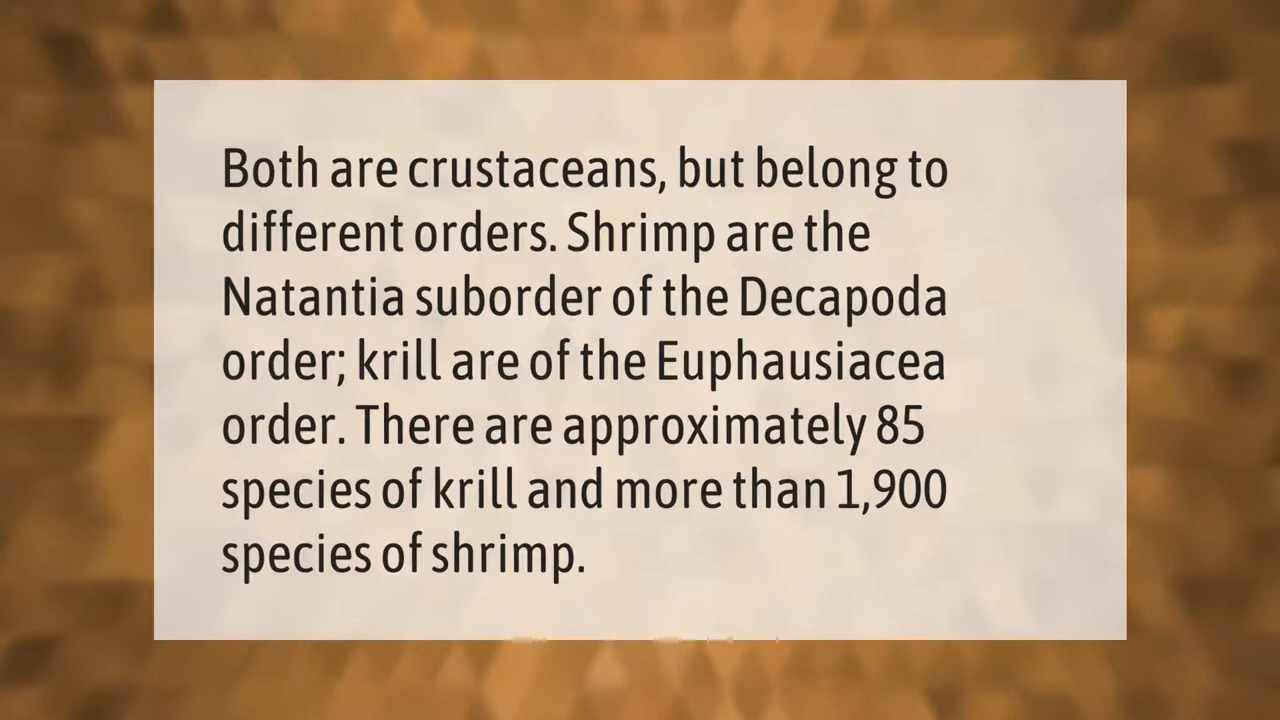 Both are crustaceans, but belong to
different orders. Shrimp are the
Natantia suborder of the Decapoda
order; krill are of the Euphausiacea
order. There are approximately 85
species of krill and more than 1,900
species of shrimp.